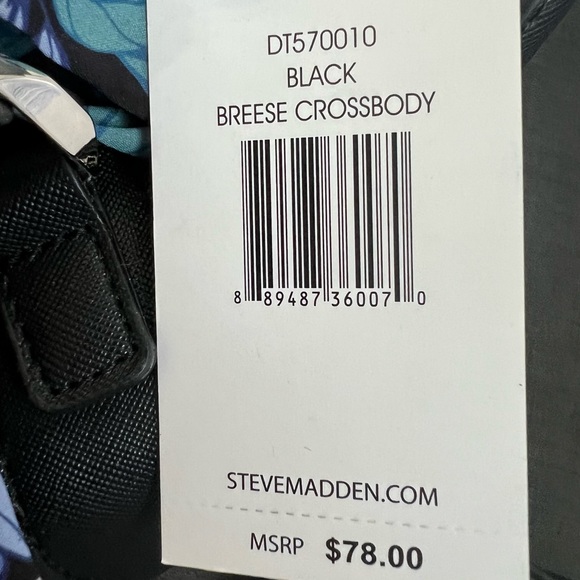 DT570010
BLACK
BREESE CROSSBODY
8 89487 36007 0
STEVEMADDEN.COM
MSRP $78.00